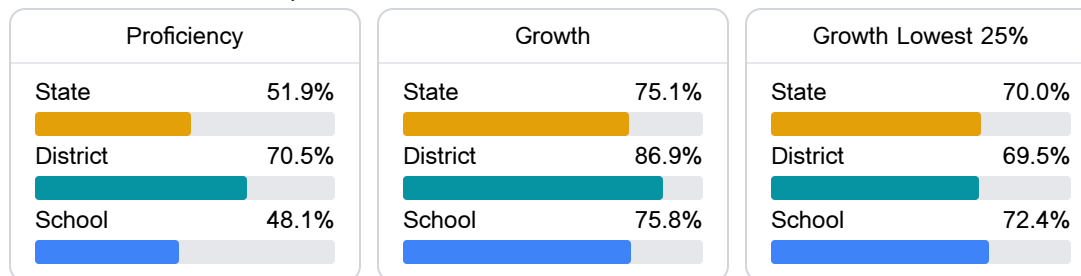 Proficiency
State 51.9%
District 70.5%
School 48.1%
Growth
State 75.1%
District 86.9%
School 75.8%
Growth Lowest 25%
State 70.0%
District 69.5%
School 72.4%